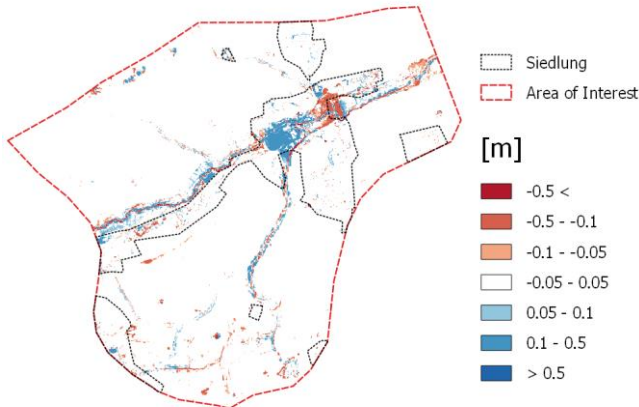 Siedlung
Area of Interest
[m]
-0.5 <
-0.5 - -0.1
-0.1 - -0.05
-0.05 - 0.05
0.05 - 0.1
0.1 - 0.5
> 0.5